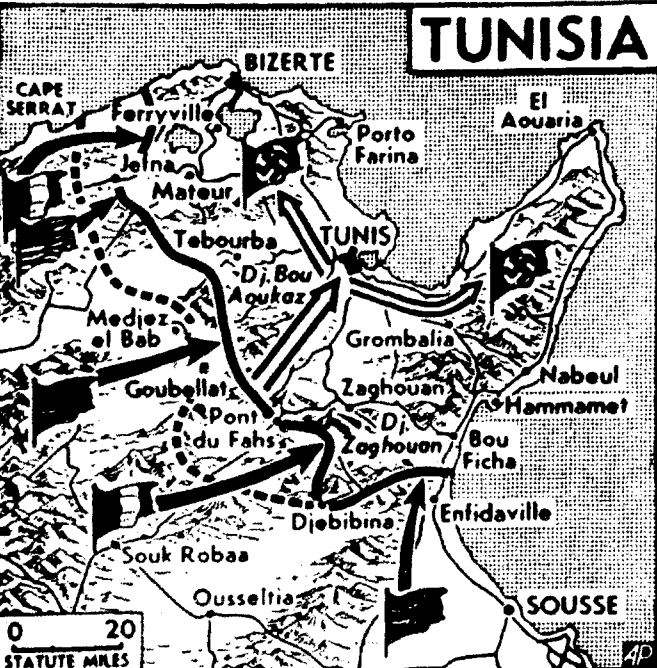 TUNISIA
BIZERTE
CAPE
SERRAT
Ferryville
El
Aouaria
Porto
Farina
Jefna
Mateur
Tebourba
TUNIS
Dj. Bou
Aoukaz
Medjez
el Bab
Grombalia
Goubellat
Zaghouan
Nabeul
Hammamet
Pont
du Fahs
Dj.
Zaghouan
Bou
Ficha
Djebibina
Enfidaville
Souk Robaa
Ousseltia
SOUSSE
0 20
STATUTE MILES
AP